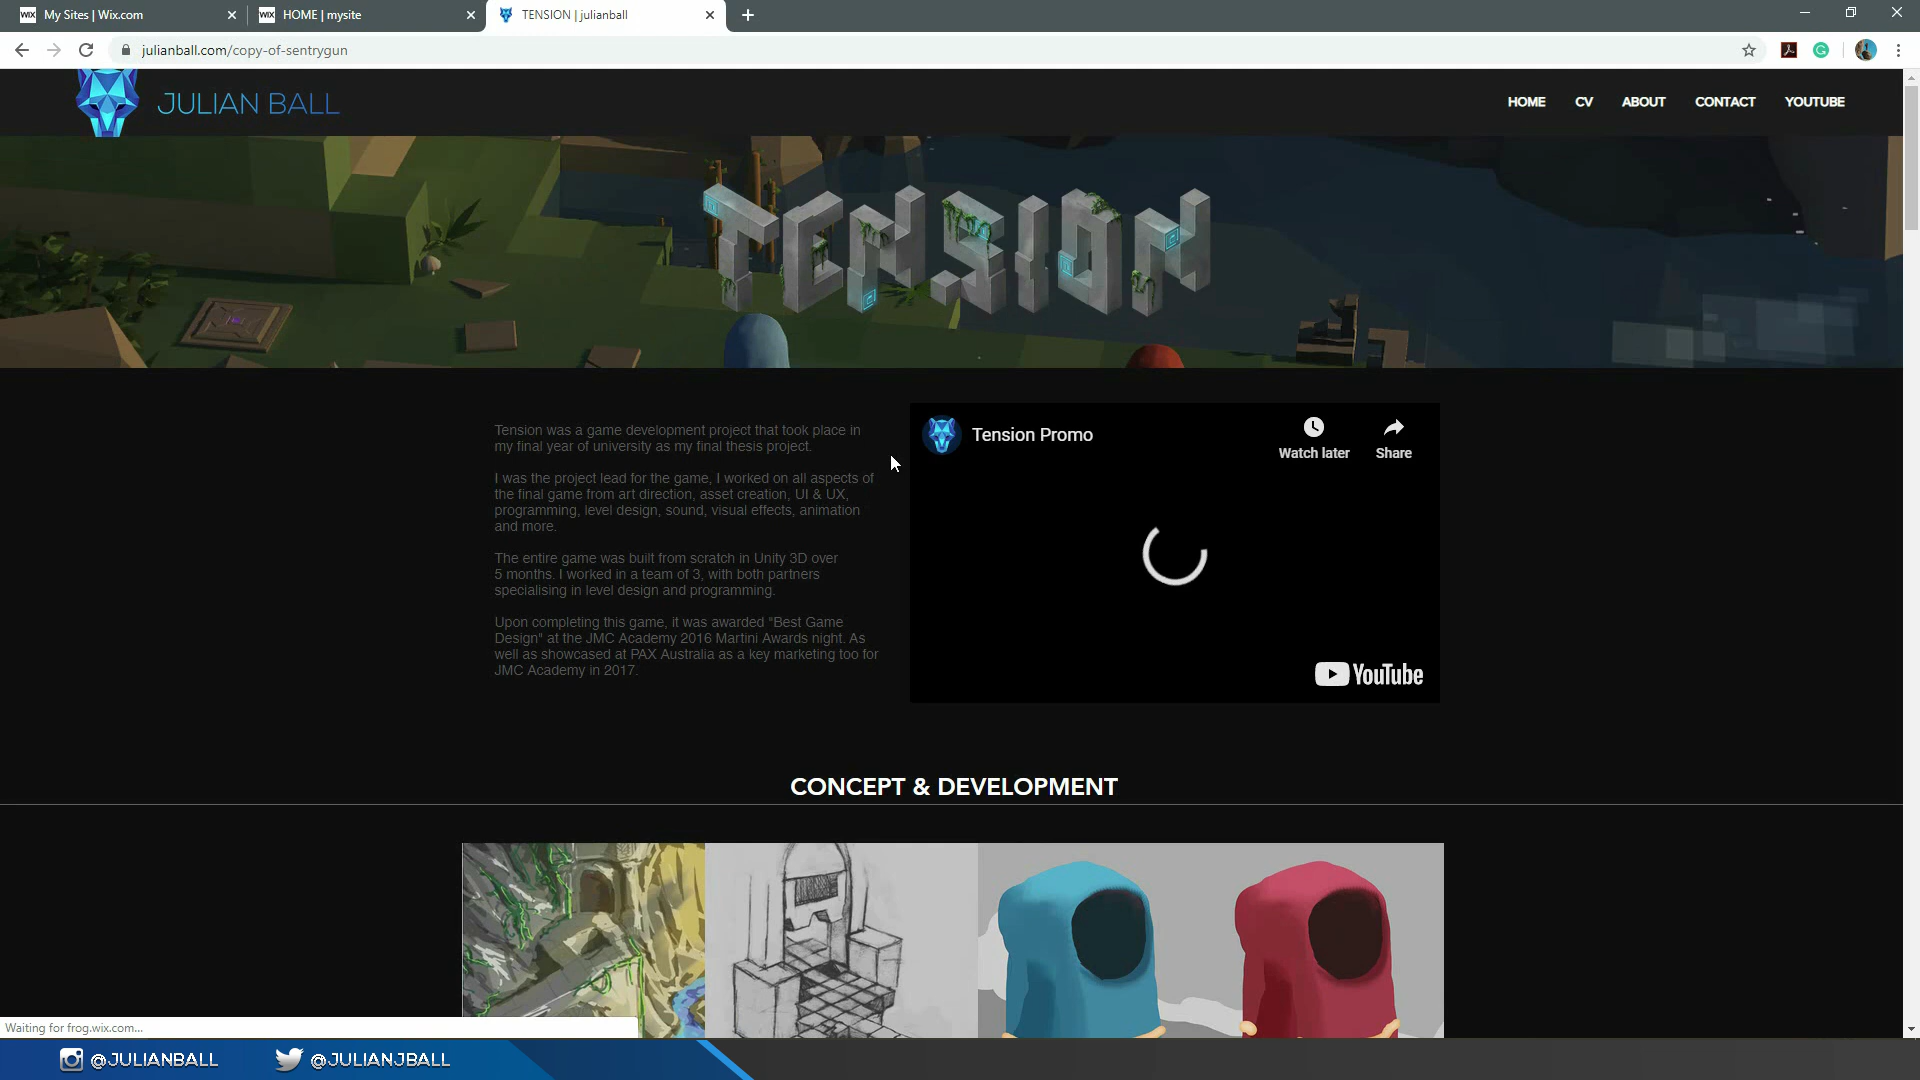 My Sites | Wix.com
HOME | mysite
TENSION | julianball
julianball.com/copy-of-sentrygun
JULIAN BALL
HOME
CV
ABOUT
CONTACT
YOUTUBE
TENSION
Tension was a game development project that took place in
my final year of university as my final thesis project.
I was the project lead for the game, I worked on all aspects of
the final game from art direction, asset creation, UI & UX,
programming, level design, sound, visual effects, animation
and more.
The entire game was built from scratch in Unity 3D over
5 months. I worked in a team of 3, with both partners
specialising in level design and programming.
Upon completing this game, it was awarded "Best Game
Design" at the JMC Academy 2016 Martini Awards night. As
well as showcased at PAX Australia as a key marketing too for
JMC Academy in 2017.
Tension Promo
Watch later
Share
YouTube
CONCEPT & DEVELOPMENT
Waiting for frog.wix.com...
@JULIANBALL
@JULIANJBALL